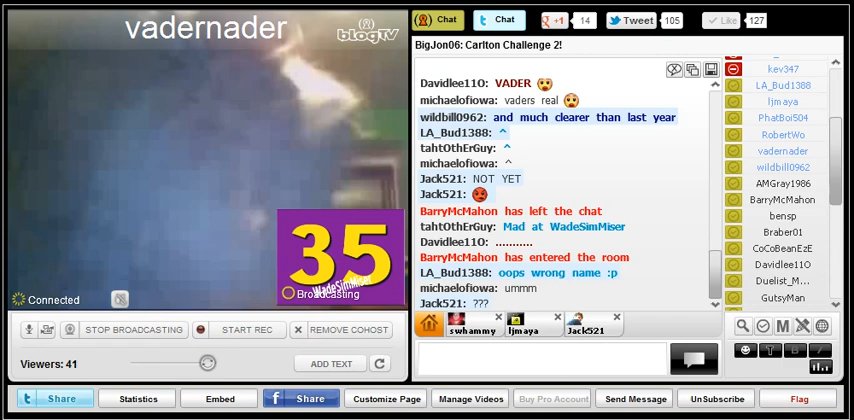 vadernader
blogTV
35
WadeSimMiser
Connected
Broadcasting
STOP BROADCASTING
START REC
REMOVE COHOST
Viewers: 41
ADD TEXT
Chat
Chat
+1
14
Tweet
105
Like
127
BigJon06: Carlton Challenge 2!
Davidlee11O: VADER
michaelofiowa: vaders real
wildbill0962: and much clearer than last year
LA_Bud1388: ^
tahtOthErGuy: ^
michaelofiowa: ^
Jack521: NOT YET
Jack521:
BarryMcMahon has left the chat
tahtOthErGuy: Mad at WadeSimMiser
Davidlee11O: ...........
BarryMcMahon has entered the room
LA_Bud1388: oops wrong name :p
michaelofiowa: ummm
Jack521: ???
swhammy
ljmaya
Jack521
kev347
LA_Bud1388
ljmaya
PhatBoi504
RobertWo
vadernader
wildbill0962
AMGray1986
BarryMcMahon
bensp
Braber01
CoCoBeanEzE
Davidlee11O
Duelist_M...
GutsyMan
M
T
B
I
Share
Statistics
Embed
f Share
Customize Page
Manage Videos
Buy Pro Account
Send Message
UnSubscribe
Flag